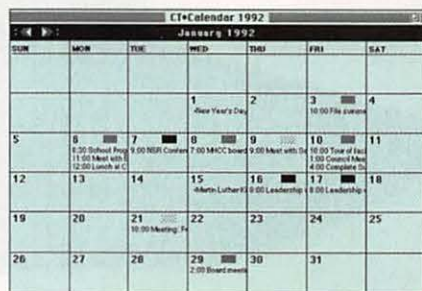 CT•Calendar 1992
January 1992
SUN MON TUE WED THU FRI SAT
1 2 3 4
-New Year's Day 10:00 File
5 6 7 8 9 10 11
8:30 School Prog 9:00 NSR Confere 7:00 MHCC board 9:00 Meet with 10:00 Tour of
11:00 Meet with 1:00 Council Mee
12:00 Lunch at C 4:00 Complete
12 13 14 15 16 17 18
-Martin Luther Ki 8:00 Leadership 8:00 Leadership
19 20 21 22 23 24 25
10:00 Meeting:
26 27 28 29 30 31
2:00 Board meeti